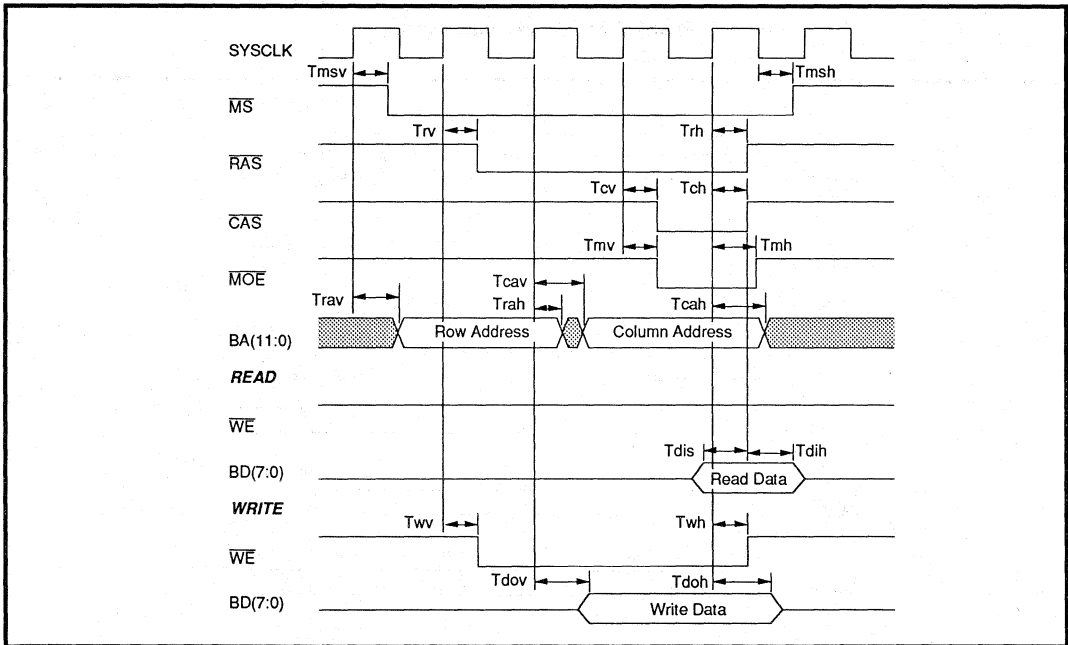 SYSCLK
Tmsv
Tmsh
MS
Trv
Trh
RAS
Tcv
Tch
CAS
Tmv
Tmh
MOE
Tcav
Trav
Trah
Tcah
BA(11:0)
Row Address
Column Address
READ
WE
Tdis
Tdih
BD(7:0)
Read Data
WRITE
Twv
Twh
WE
Tdov
Tdoh
BD(7:0)
Write Data